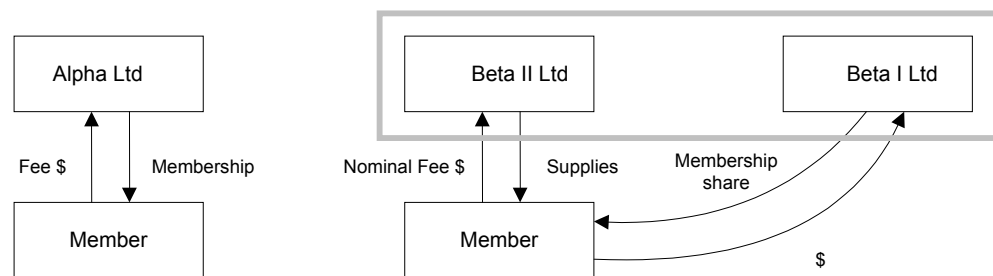 Alpha Ltd
Beta II Ltd
Beta I Ltd
Fee $
Membership
Nominal Fee $
Supplies
Membership
share
Member
Member
$